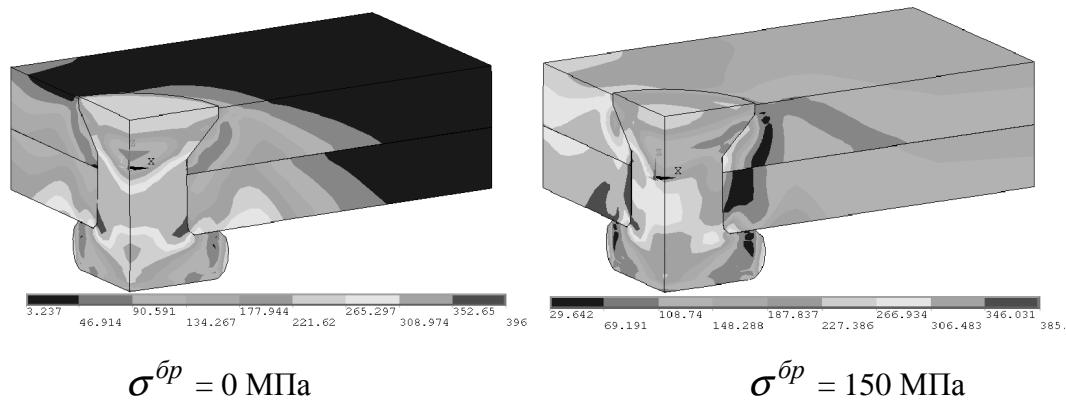 Z
X
Z
X
3.237 90.591 177.944 265.297 352.65
46.914 134.267 221.62 308.974 396
29.642 108.74 187.837 266.934 346.031
69.191 148.288 227.386 306.483 385.
σ^бр = 0 МПа
σ^бр = 150 МПа